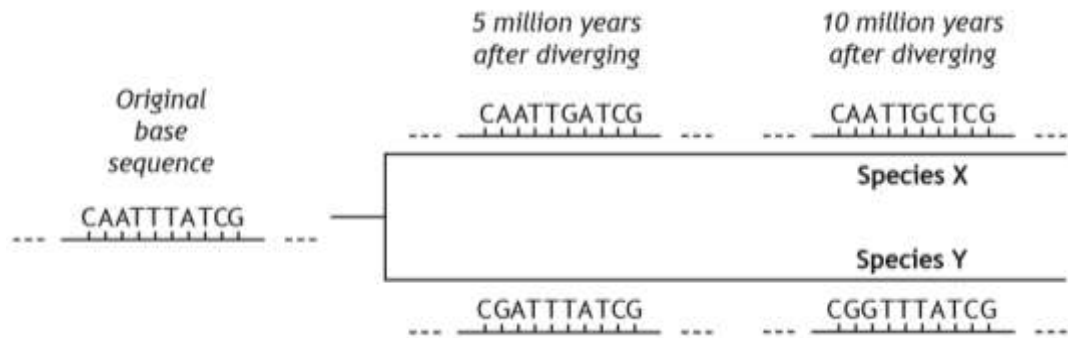 5 million years
after diverging
10 million years
after diverging
Original
base
sequence
CAATTGATCG
CAATTGCTCG
Species X
CAATTTATCG
Species Y
CGATTTATCG
CGGTTTATCG